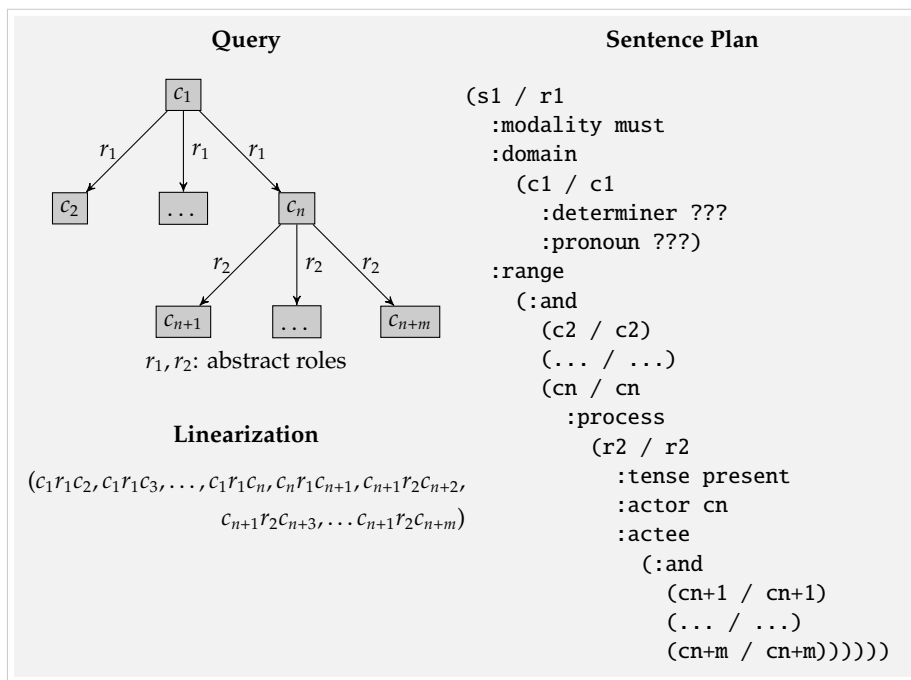 Query
c₁
r₁ r₁ r₁
c₂ ... cₙ
r₂ r₂ r₂
cₙ₊₁ ... cₙ₊ₘ
r₁, r₂: abstract roles
Linearization
(c₁r₁c₂, c₁r₁c₃, ..., c₁r₁cₙ, cₙr₁cₙ₊₁, cₙ₊₁r₂cₙ₊₂,
cₙ₊₁r₂cₙ₊₃, ... cₙ₊₁r₂cₙ₊ₘ)
Sentence Plan
(s1 / r1
:modality must
:domain
(c1 / c1
:determiner ???
:pronoun ???)
:range
(:and
(c2 / c2)
(... / ...)
(cn / cn
:process
(r2 / r2
:tense present
:actor cn
:actee
(:and
(cn+1 / cn+1)
(... / ...)
(cn+m / cn+m))))))